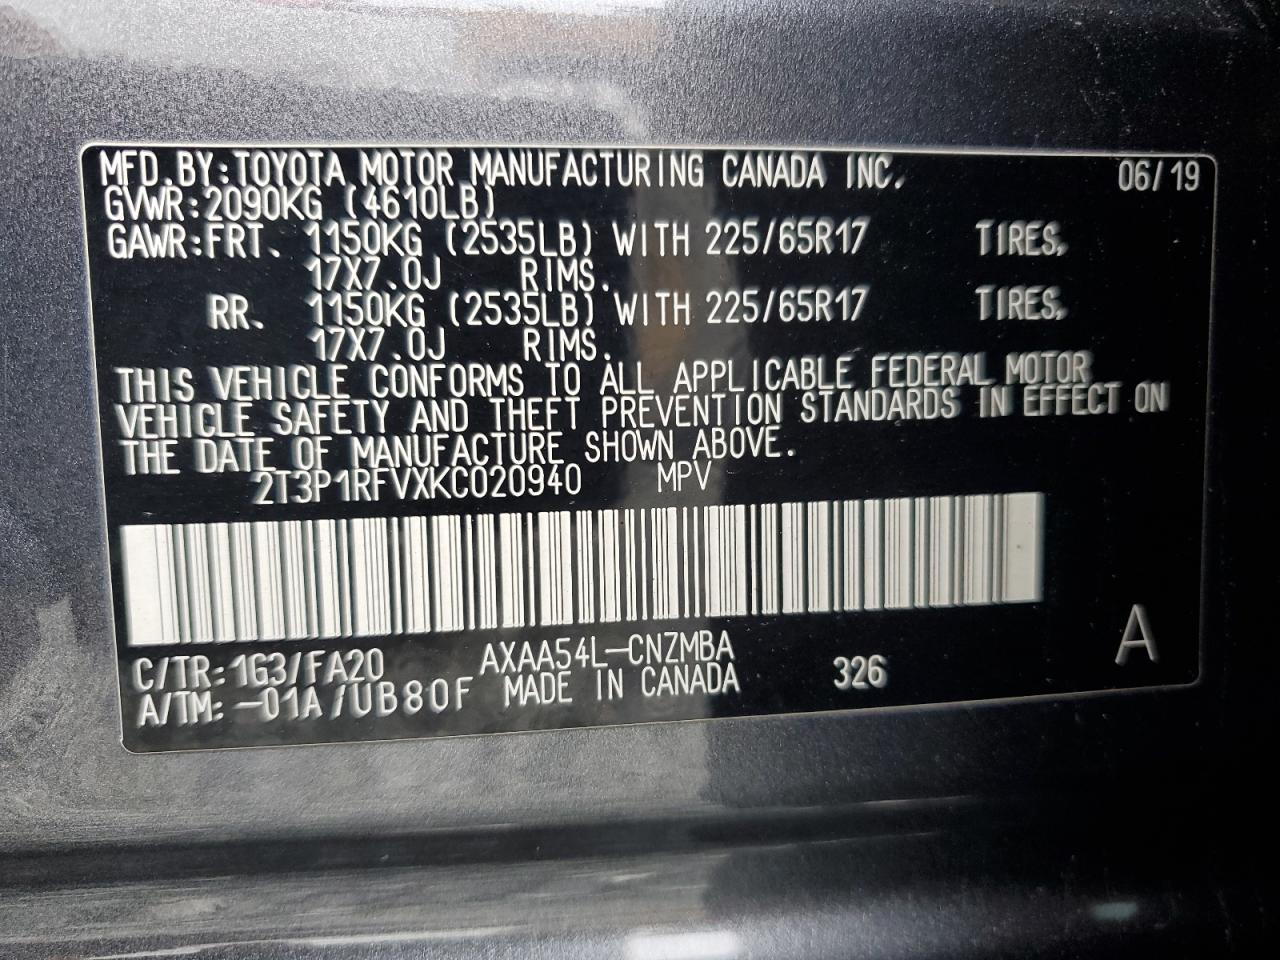 MFD.BY:TOYOTA MOTOR MANUFACTURING CANADA INC. 06/19
GVWR:2090KG (4610LB)
GAWR:FRT. 1150KG (2535LB) WITH 225/65R17 TIRES,
17X7.0J RIMS.
RR. 1150KG (2535LB) WITH 225/65R17 TIRES,
17X7.0J RIMS.
THIS VEHICLE CONFORMS TO ALL APPLICABLE FEDERAL MOTOR
VEHICLE SAFETY AND THEFT PREVENTION STANDARDS IN EFFECT ON
THE DATE OF MANUFACTURE SHOWN ABOVE.
2T3P1RFVXKC020940 MPV
C/TR:1G3/FA20 AXAA54L-CNZMBA 326 A
A/TM:-01A/UB80F MADE IN CANADA